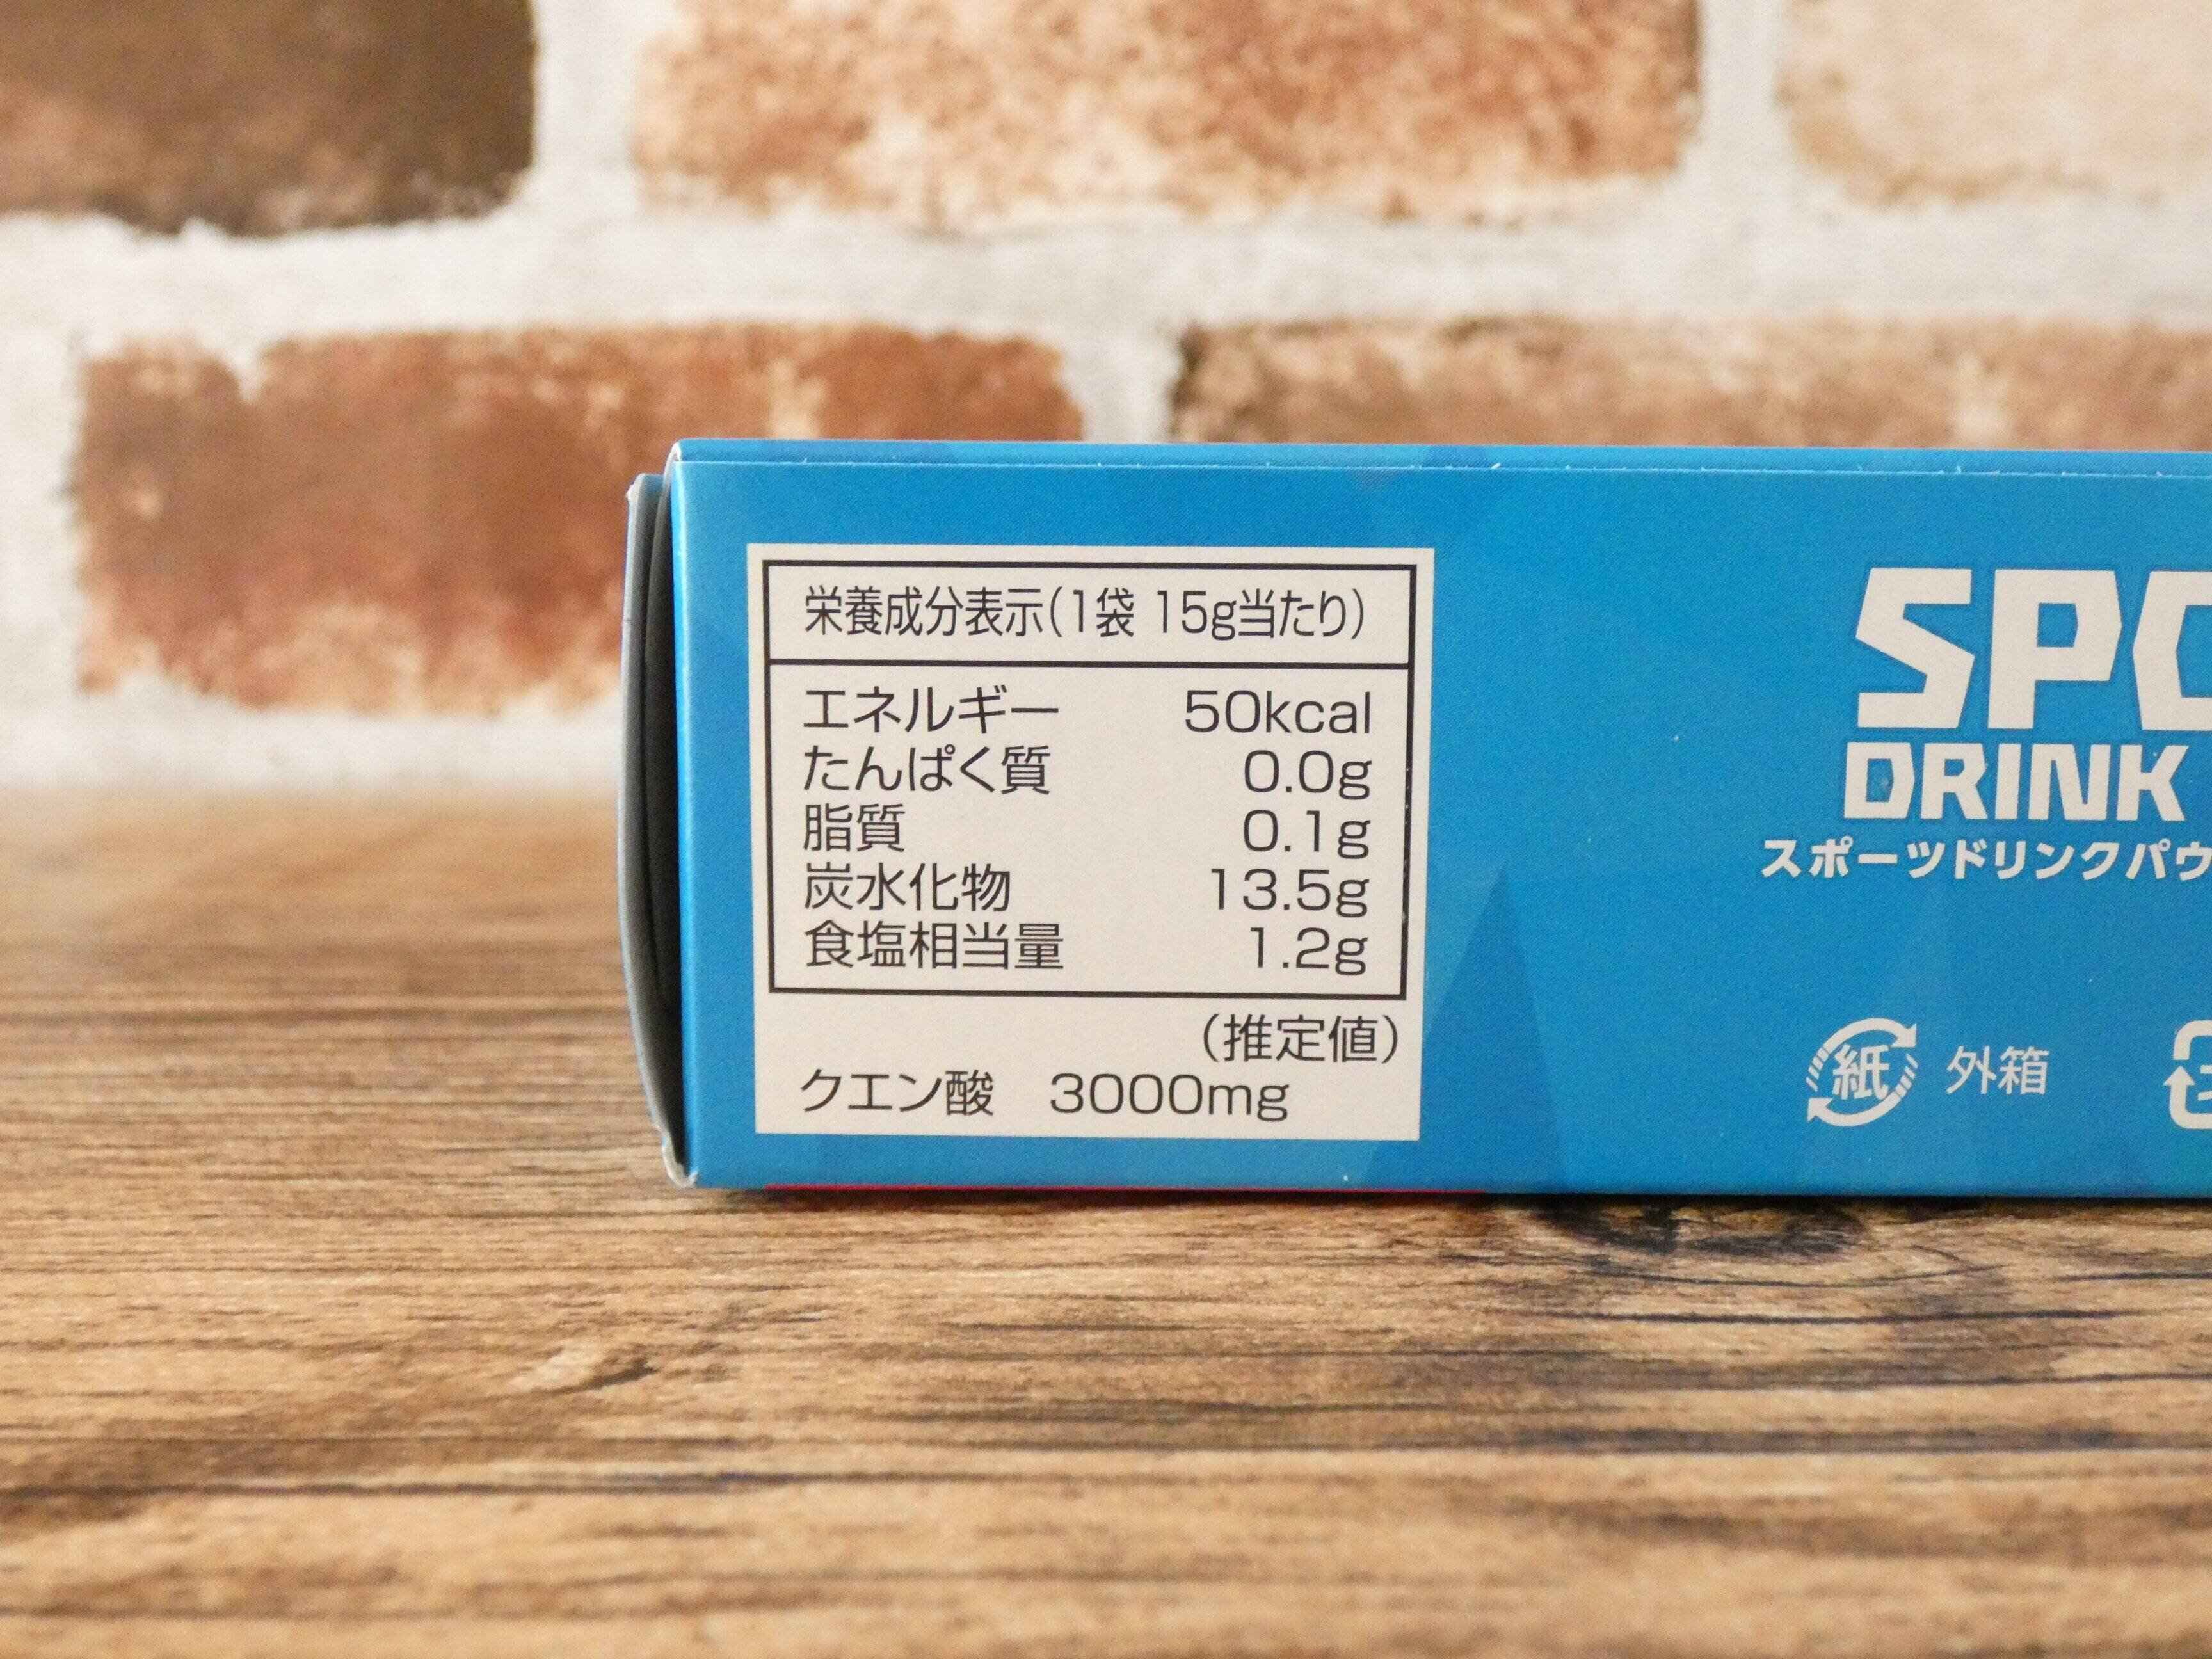 栄養成分表示(1袋 15g当たり)
エネルギー 50kcal
たんぱく質 0.0g
脂質 0.1g
炭水化物 13.5g
食塩相当量 1.2g
(推定値)
クエン酸 3000mg
SPO
DRINK
スポーツドリンクパウ
紙 外箱